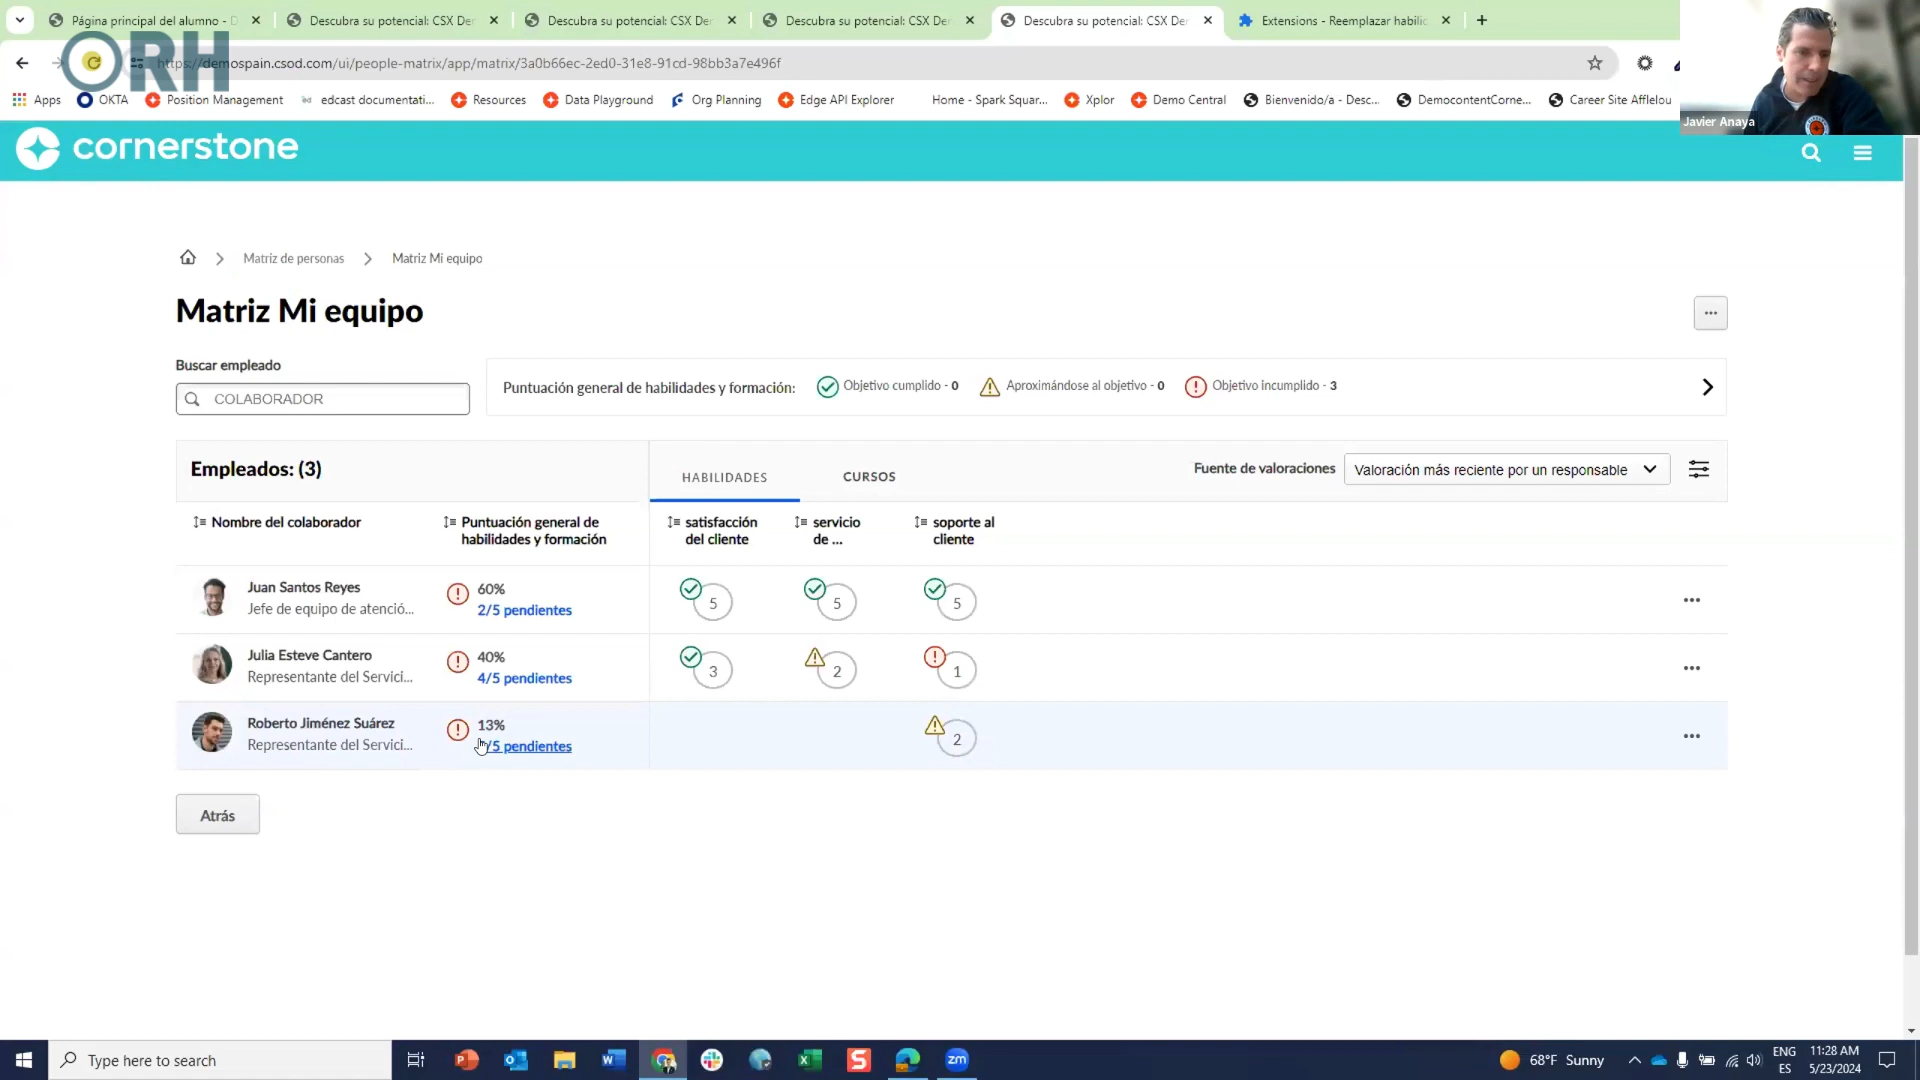 Página principal del alumno - D
Descubra su potencial: CSX De
Descubra su potencial: CSX De
Descubra su potencial: CSX De
Descubra su potencial: CSX De
Extensions - Reemplazar habilid
ORH
https://demospain.csod.com/ui/people-matrix/app/matrix/3a0b66ec-2ed0-31e8-91cd-98bb3a7e496f
Apps
OKTA
Position Management
edcast documentati...
Resources
Data Playground
Org Planning
Edge API Explorer
Home - Spark Squar...
Xplor
Demo Central
Bienvenido/a - Desc...
DemocontentCorne...
Career Site Afflelou
Javier Anaya
cornerstone
Matriz de personas
Matriz Mi equipo
Matriz Mi equipo
...
Buscar empleado
COLABORADOR
Puntuación general de habilidades y formación:
Objetivo cumplido - 0
Aproximándose al objetivo - 0
Objetivo incumplido - 3
Empleados: (3)
HABILIDADES
CURSOS
Fuente de valoraciones
Valoración más reciente por un responsable
Nombre del colaborador
Puntuación general de
habilidades y formación
satisfacción
del cliente
servicio
de ...
soporte al
cliente
Juan Santos Reyes
Jefe de equipo de atenció...
60%
2/5 pendientes
5
5
5
Julia Esteve Cantero
Representante del Servici...
40%
4/5 pendientes
3
2
1
Roberto Jiménez Suárez
Representante del Servici...
13%
/5 pendientes
2
Atrás
Type here to search
zm
68°F Sunny
ENG
ES
11:28 AM
5/23/2024